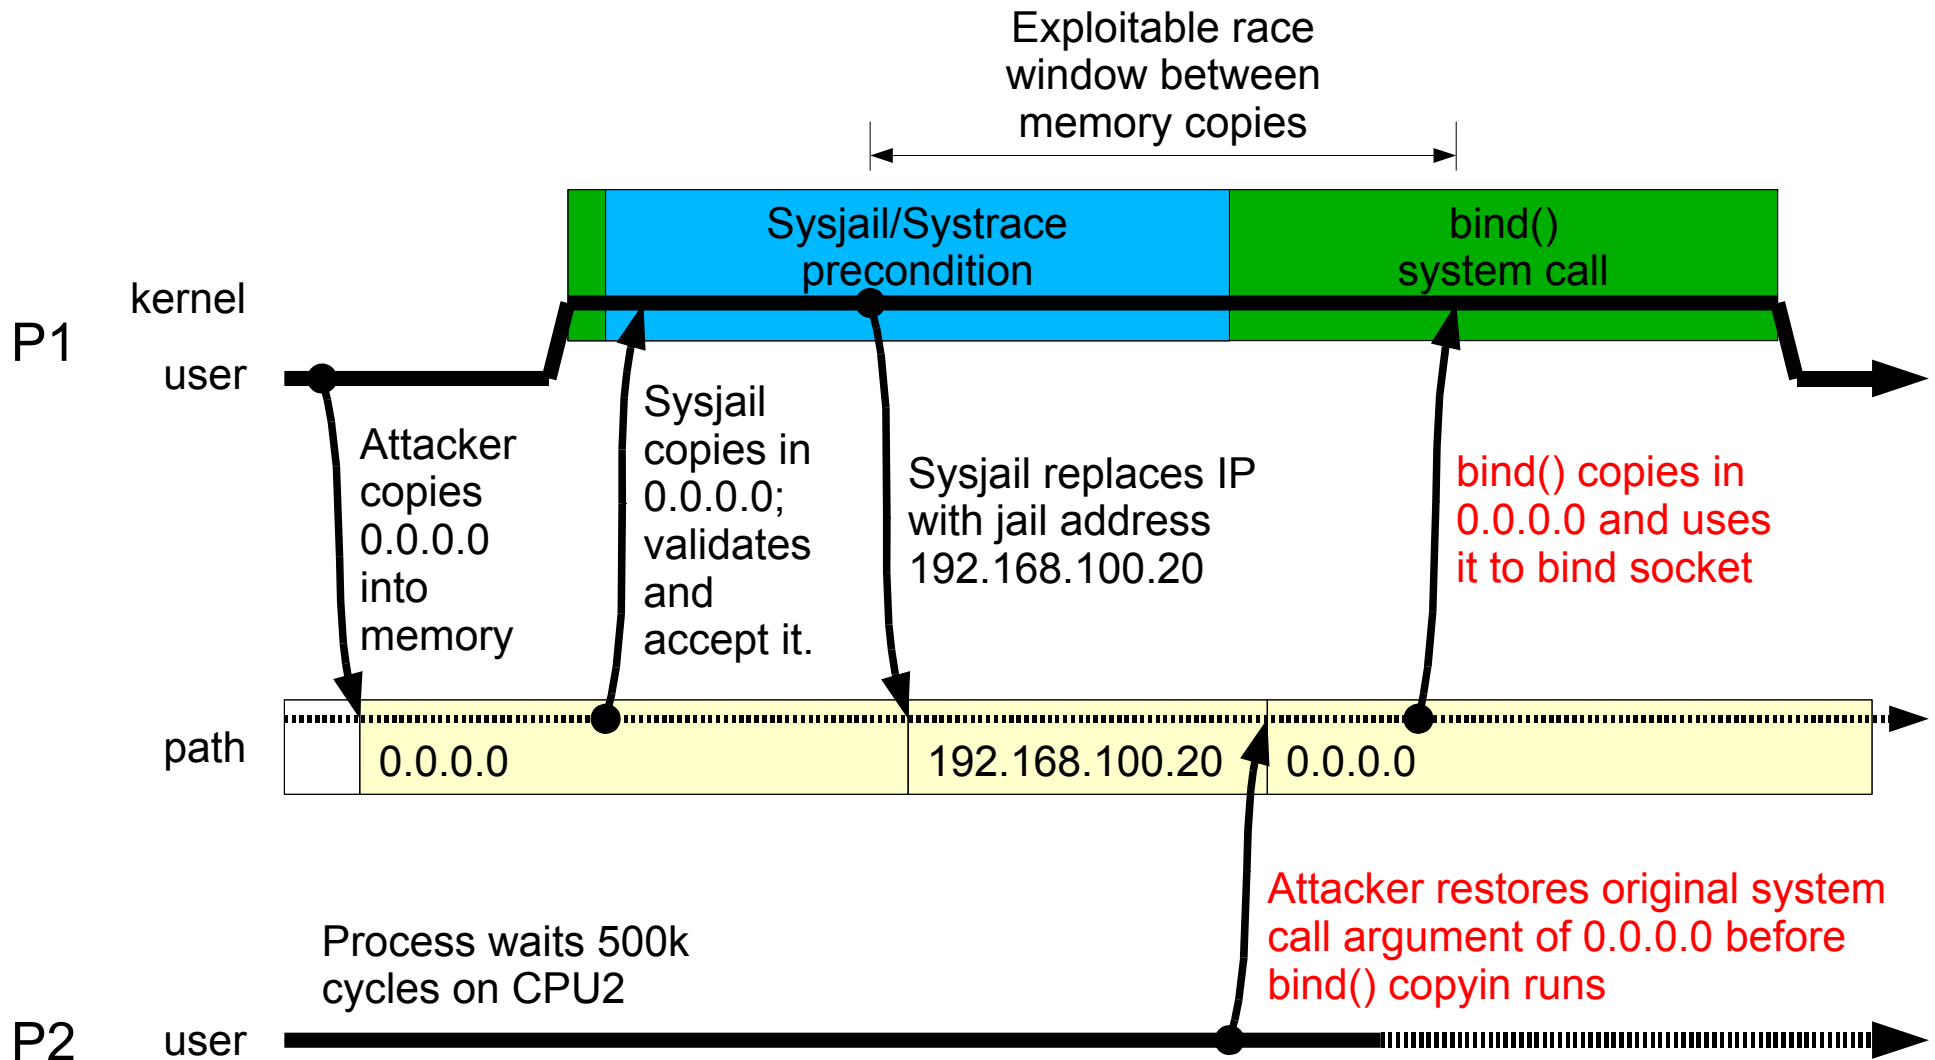 Exploitable race
window between
memory copies
Sysjail/Systrace
precondition
bind()
system call
kernel
P1
user
Attacker
copies
0.0.0.0
into
memory
Sysjail
copies in
0.0.0.0;
validates
and
accept it.
Sysjail replaces IP
with jail address
192.168.100.20
bind() copies in
0.0.0.0 and uses
it to bind socket
path
0.0.0.0
192.168.100.20
0.0.0.0
Process waits 500k
cycles on CPU2
Attacker restores original system
call argument of 0.0.0.0 before
bind() copyin runs
P2
user